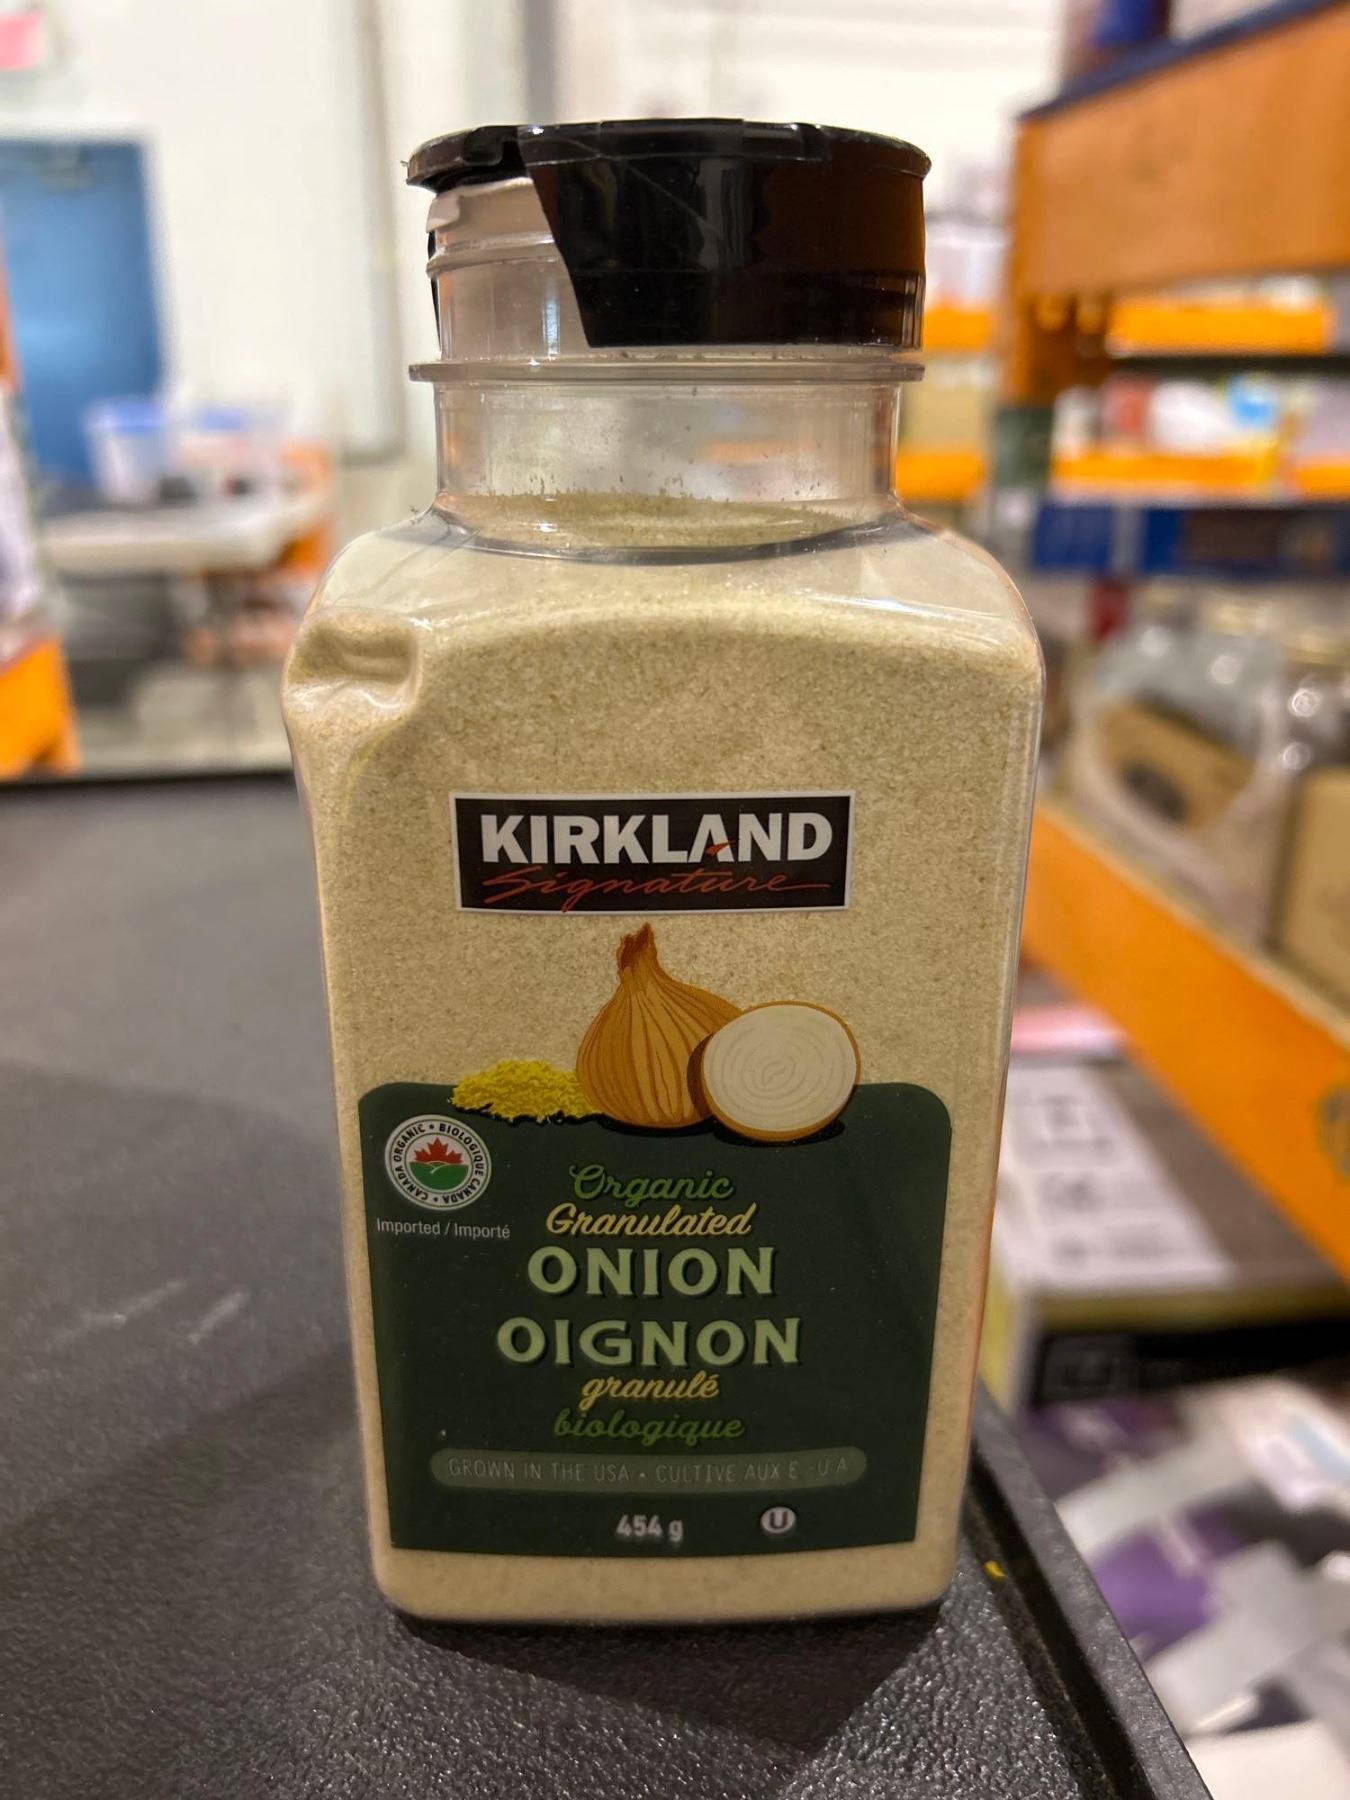 KIRKLAND
Signature
CANADA ORGANIC • BIOLOGIQUE CANADA •
Imported / Importé
Organic
Granulated
ONION
OIGNON
granulé
biologique
GROWN IN THE USA • CULTIVE AUX E -U A
454 g
U